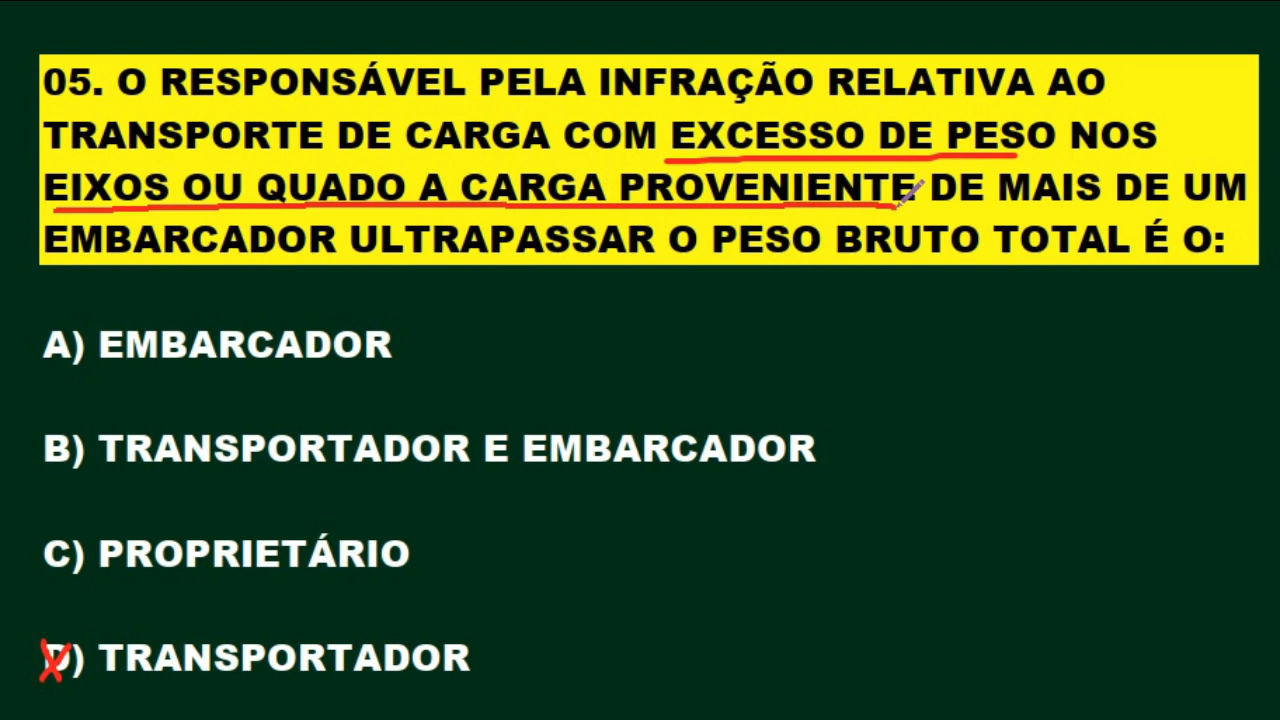 05. O RESPONSÁVEL PELA INFRAÇÃO RELATIVA AO
TRANSPORTE DE CARGA COM EXCESSO DE PESO NOS
EIXOS OU QUADO A CARGA PROVENIENTE DE MAIS DE UM
EMBARCADOR ULTRAPASSAR O PESO BRUTO TOTAL É O:
A) EMBARCADOR
B) TRANSPORTADOR E EMBARCADOR
C) PROPRIETÁRIO
D) TRANSPORTADOR